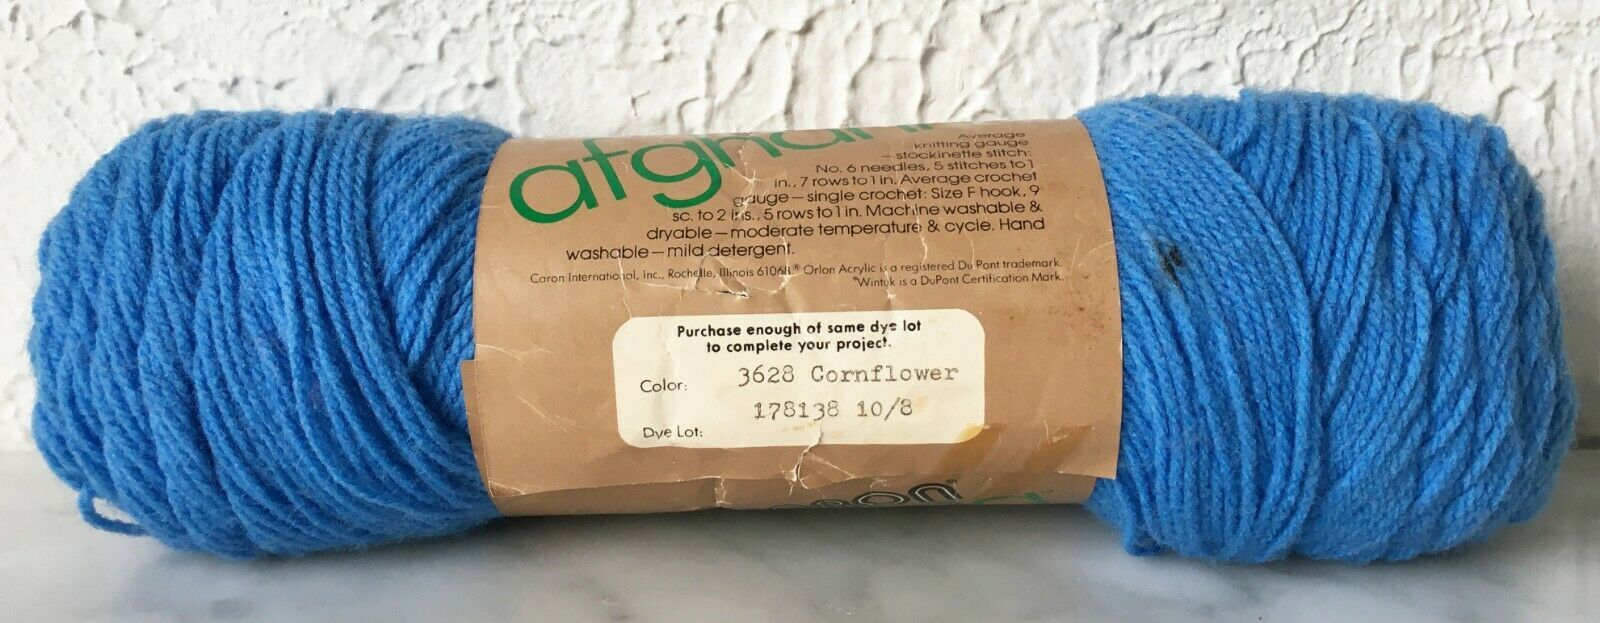 Average
knitting gauge
– stockinette stitch:
No. 6 needles, 5 stitches to 1
in., 7 rows to 1 in. Average crochet
gauge – single crochet: Size F hook, 9
sc. to 2 ins., 5 rows to 1 in. Machine washable &
dryable – moderate temperature & cycle. Hand
washable – mild detergent.
Caron International, Inc., Rochelle, Illinois 61068 ® Orlon Acrylic is a registered Du Pont trademark.
*Wintuk is a DuPont Certification Mark.
Purchase enough of same dye lot
to complete your project.
Color: 3628 Cornflower
178138 10/8
Dye Lot: